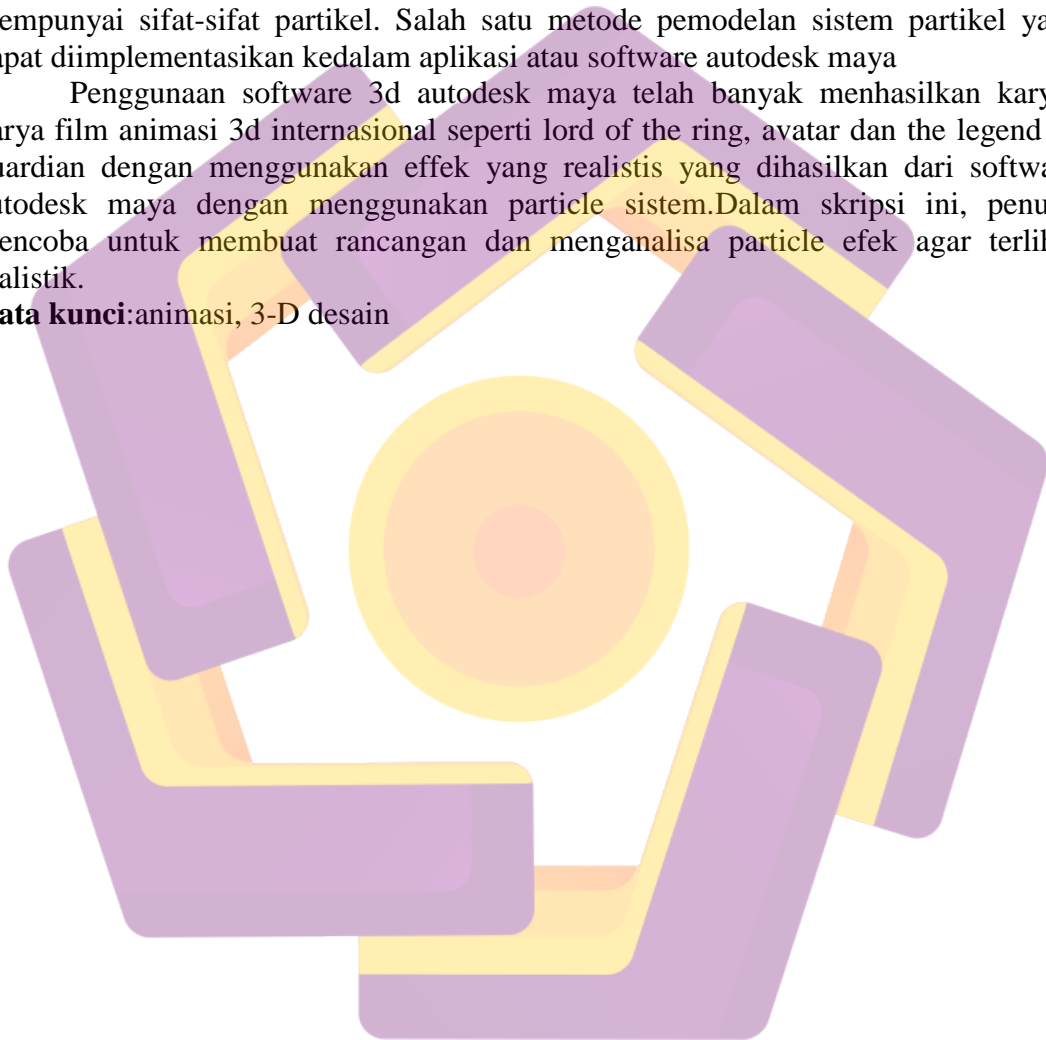 empunyai sifat-sifat partikel. Salah satu metode pemodelan sistem partikel ya
apat diimplementasikan kedalam aplikasi atau software autodesk maya
Penggunaan software 3d autodesk maya telah banyak menhasilkan kary
arya film animasi 3d internasional seperti lord of the ring, avatar dan the legend
uardian dengan menggunakan effek yang realistis yang dihasilkan dari softwa
utodesk maya dengan menggunakan particle sistem.Dalam skripsi ini, penu
encoba untuk membuat rancangan dan menganalisa particle efek agar terlih
alistik.
ata kunci:animasi, 3-D desain